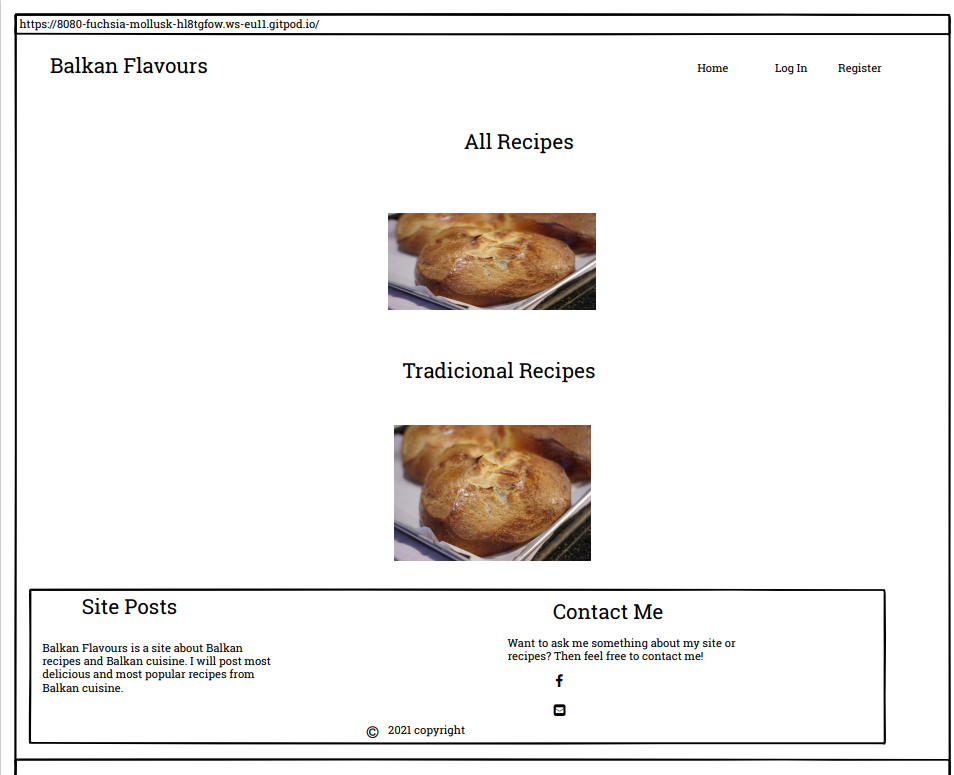 https://8080-fuchsia-mollusk-hl8tgfow.ws-eu11.gitpod.io/
Balkan Flavours
Home Log In Register
All Recipes
Tradicional Recipes
Site Posts
Balkan Flavours is a site about Balkan
recipes and Balkan cuisine. I will post most
delicious and most popular recipes from
Balkan cuisine.
Contact Me
Want to ask me something about my site or
recipes? Then feel free to contact me!
© 2021 copyright